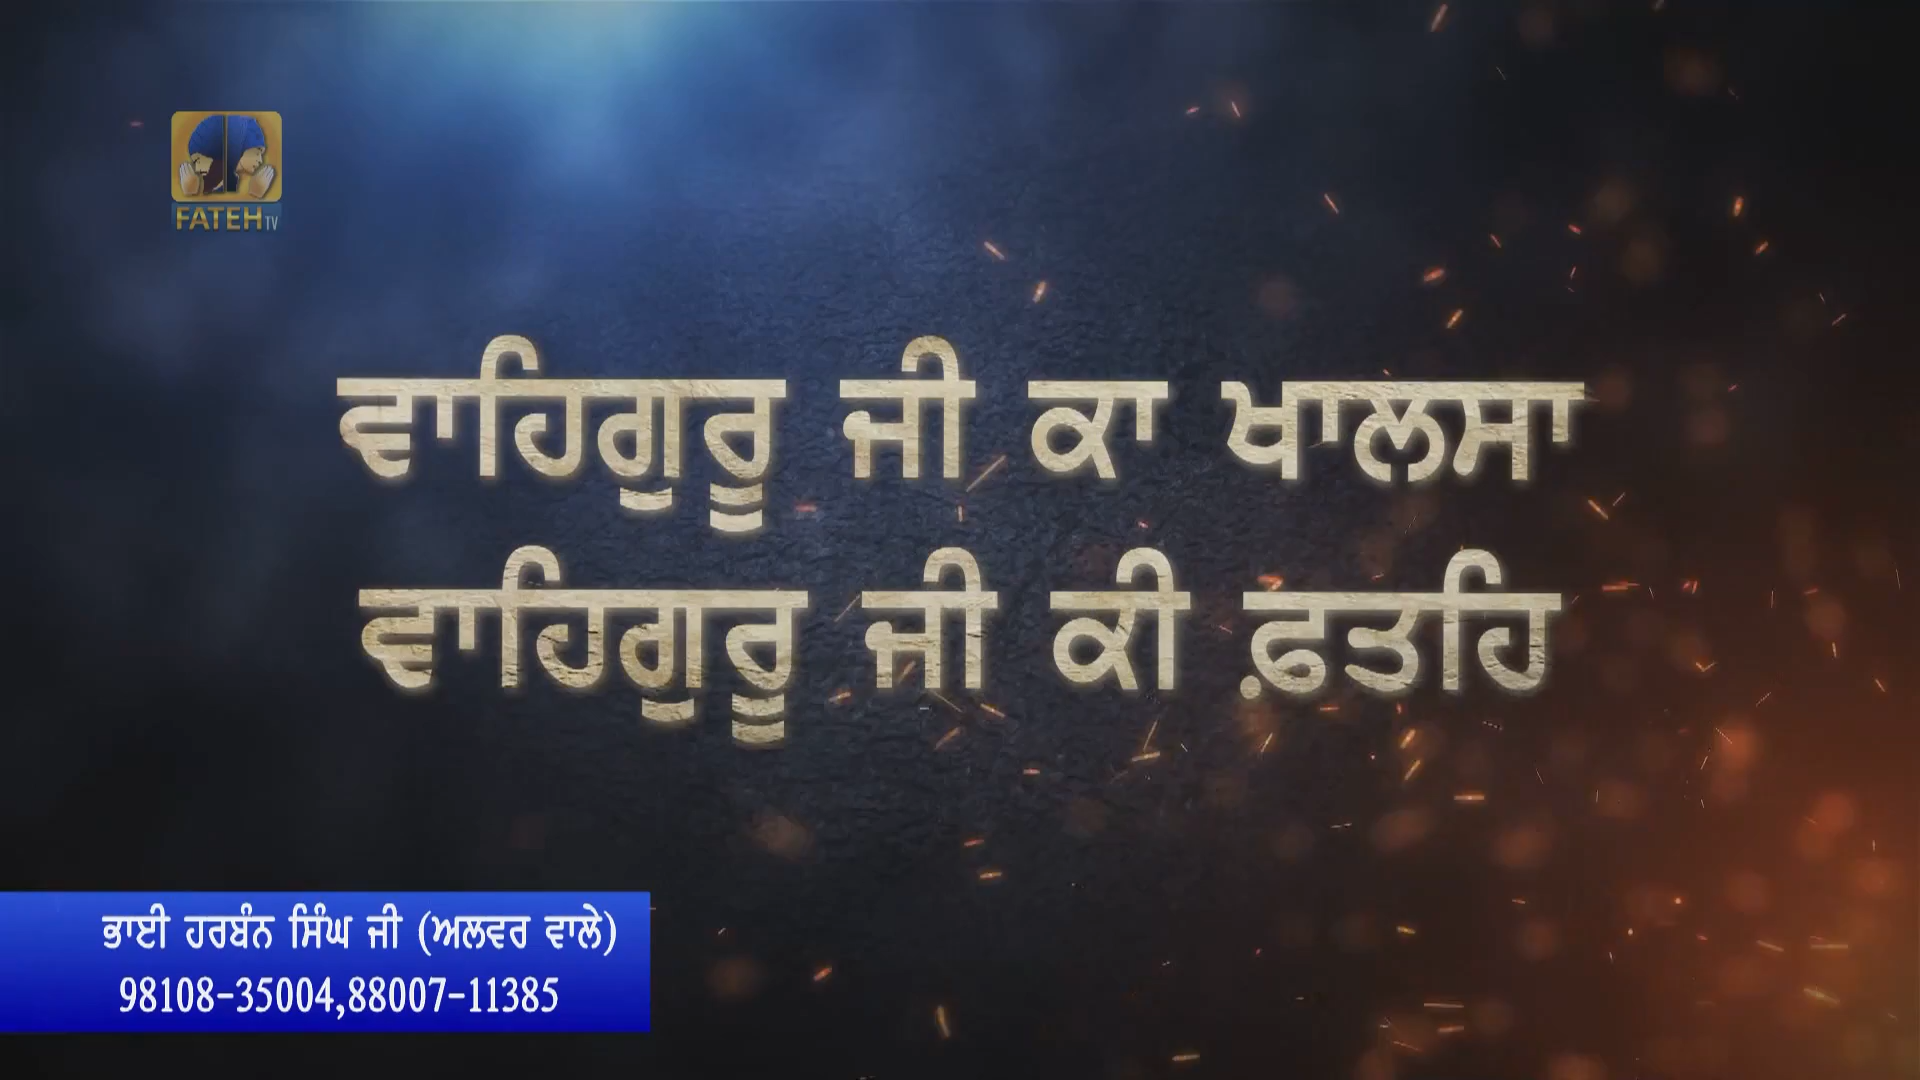 FATEH TV
ਵਾਹਿਗੁਰੂ ਜੀ ਕਾ ਖਾਲਸਾ
ਵਾਹਿਗੁਰੂ ਜੀ ਕੀ ਫ਼ਤਹਿ
ਭਾਈ ਹਰਬੰਨ ਸਿੰਘ ਜੀ (ਅਲਵਰ ਵਾਲੇ)
98108-35004,88007-11385